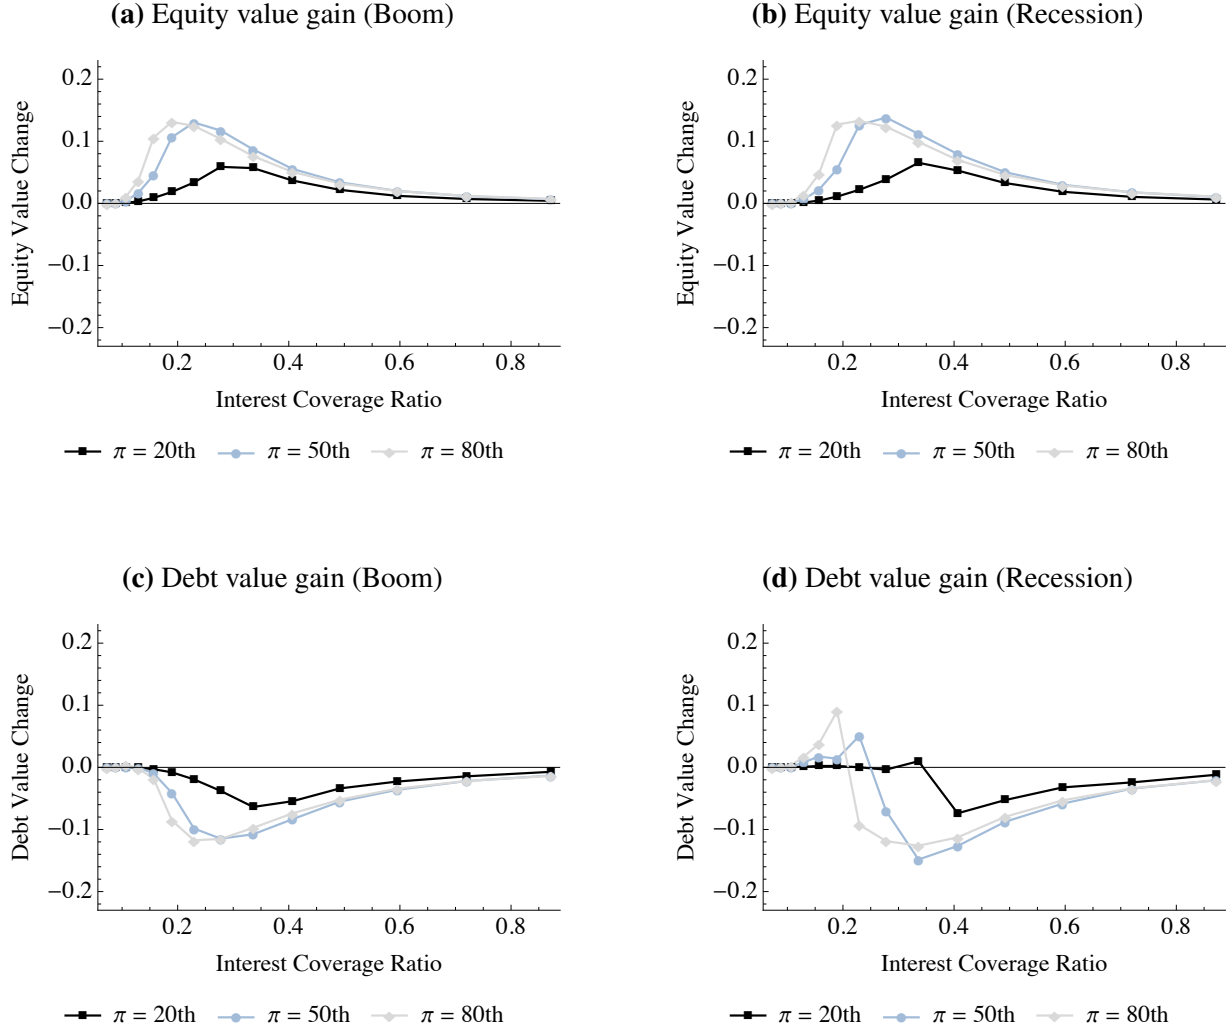 (a) Equity value gain (Boom)
0.2
0.1
0.0
−0.1
−0.2
Equity Value Change
0.2 0.4 0.6 0.8
Interest Coverage Ratio
π = 20th π = 50th π = 80th
(b) Equity value gain (Recession)
0.2
0.1
0.0
−0.1
−0.2
Equity Value Change
0.2 0.4 0.6 0.8
Interest Coverage Ratio
π = 20th π = 50th π = 80th
(c) Debt value gain (Boom)
0.2
0.1
0.0
−0.1
−0.2
Debt Value Change
0.2 0.4 0.6 0.8
Interest Coverage Ratio
π = 20th π = 50th π = 80th
(d) Debt value gain (Recession)
0.2
0.1
0.0
−0.1
−0.2
Debt Value Change
0.2 0.4 0.6 0.8
Interest Coverage Ratio
π = 20th π = 50th π = 80th